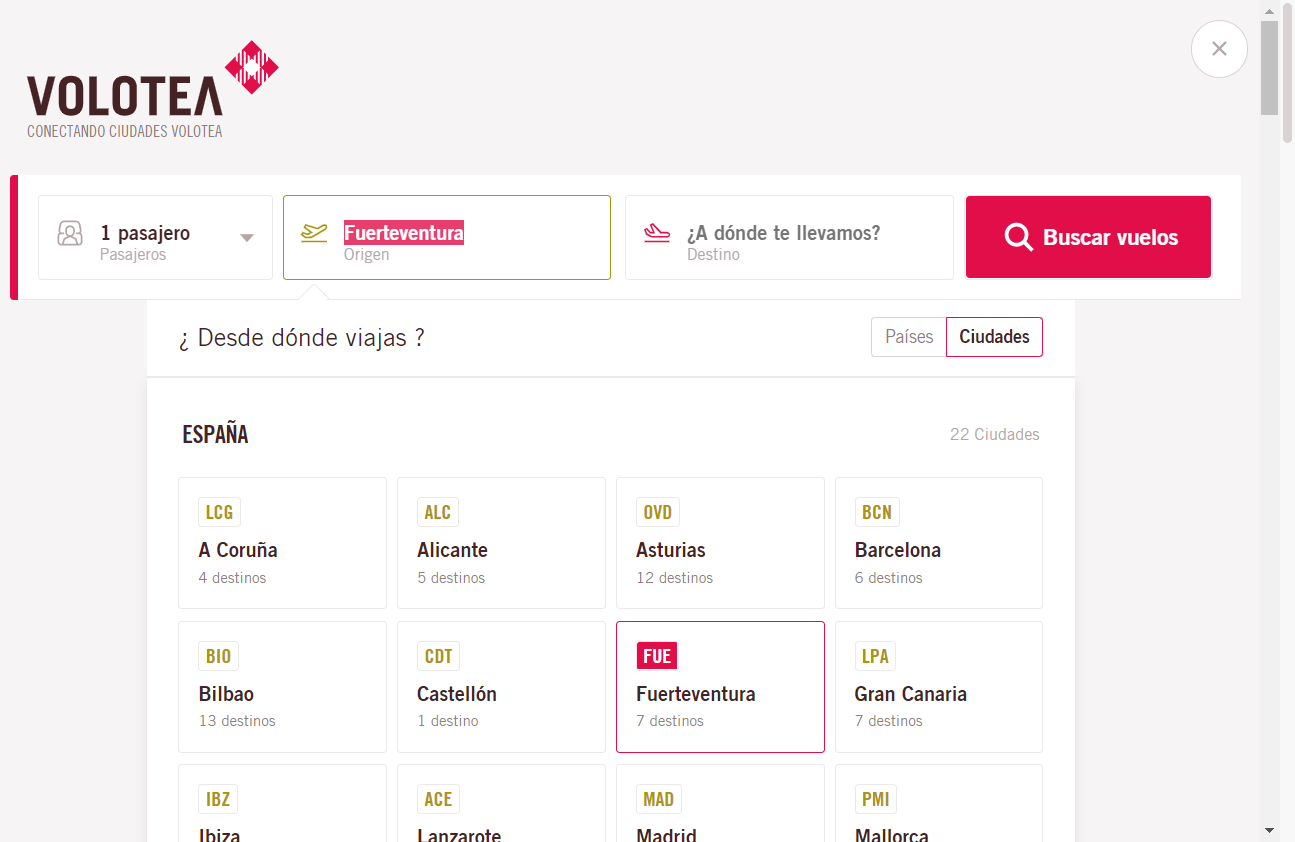 VOLOTEA
CONECTANDO CIUDADES VOLOTEA
1 pasajero
Pasajeros
Fuerteventura
Origen
¿A dónde te llevamos?
Destino
Buscar vuelos
¿ Desde dónde viajas ?
Países
Ciudades
ESPAÑA
22 Ciudades
LCG
A Coruña
4 destinos
ALC
Alicante
5 destinos
OVD
Asturias
12 destinos
BCN
Barcelona
6 destinos
BIO
Bilbao
13 destinos
CDT
Castellón
1 destino
FUE
Fuerteventura
7 destinos
LPA
Gran Canaria
7 destinos
IBZ
Ibiza
ACE
Lanzarote
MAD
Madrid
PMI
Mallorca